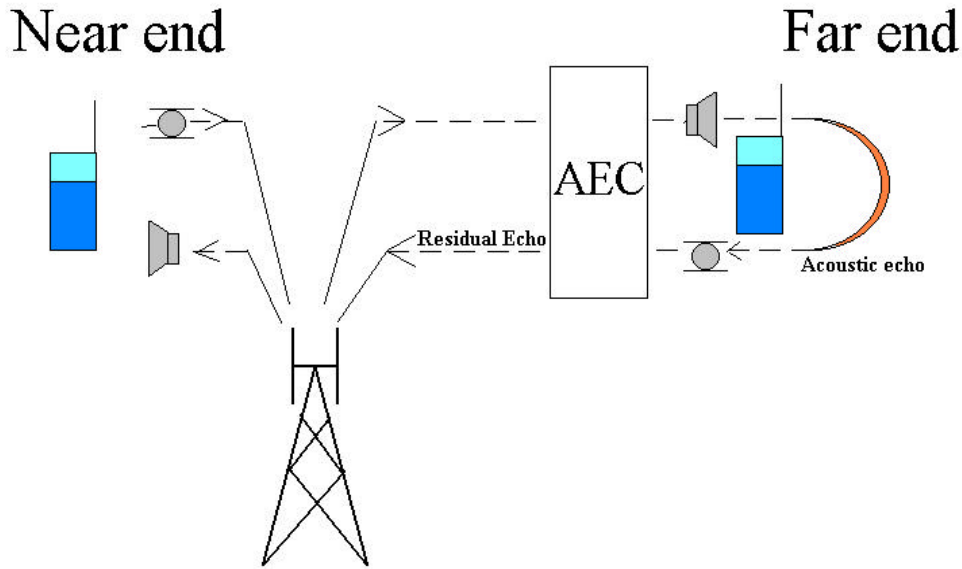 Near end
Far end
AEC
Residual Echo
Acoustic echo